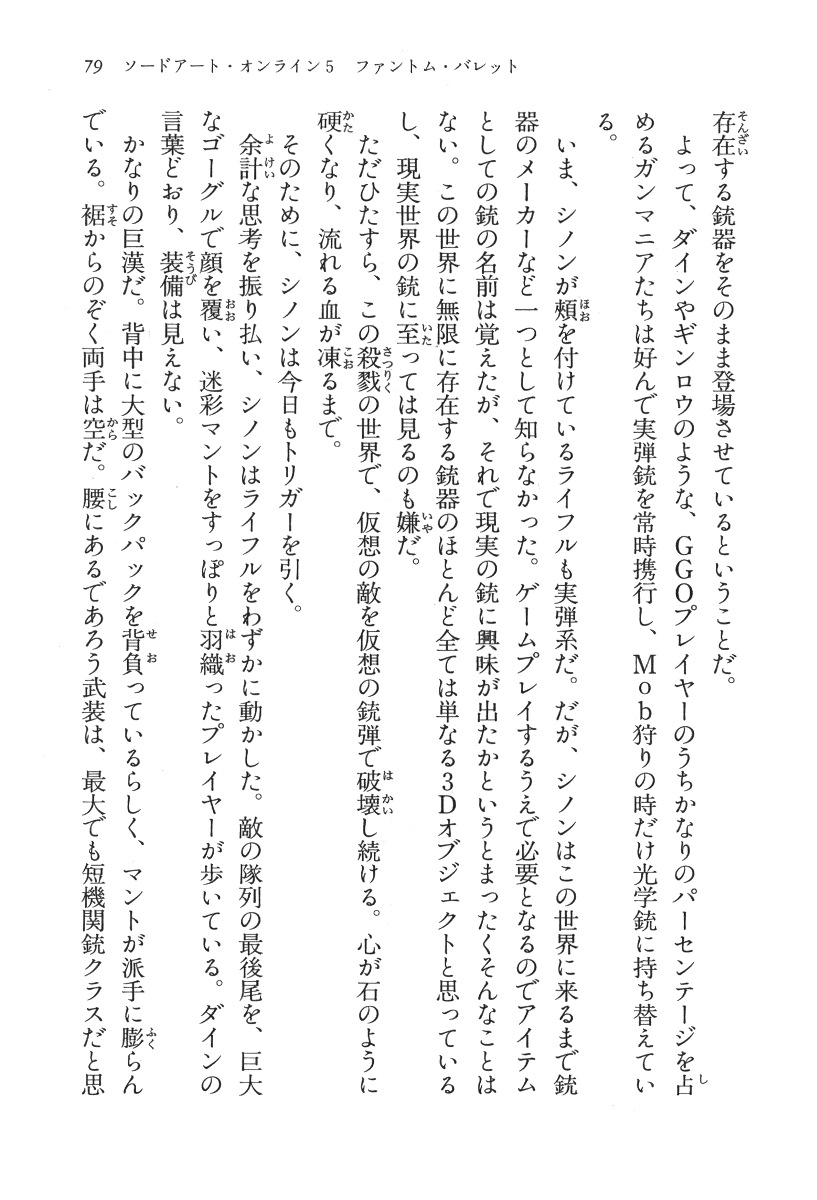 79　ソードアート・オンライン5　ファントム・バレット
存在する銃器をそのまま登場させているということだ。
　よって、ダインやギンロウのような、GGOプレイヤーのうちかなりのパーセンテージを占
めるガンマニアたちは好んで実弾銃を常時携行し、Mob狩りの時だけ光学銃に持ち替えてい
る。
　いま、シノンが頰を付けているライフルも実弾系だ。だが、シノンはこの世界に来るまで銃
器のメーカーなど一つとして知らなかった。ゲームプレイするうえで必要となるのでアイテム
としての銃の名前は覚えたが、それで現実の銃に興味が出たかというとまったくそんなことは
ない。この世界に無限に存在する銃器のほとんど全ては単なる3Dオブジェクトと思っている
し、現実世界の銃に至っては見るのも嫌だ。
　ただひたすら、この殺戮の世界で、仮想の敵を仮想の銃弾で破壊し続ける。心が石のように
硬くなり、流れる血が凍るまで。
　そのために、シノンは今日もトリガーを引く。
　余計な思考を振り払い、シノンはライフルをわずかに動かした。敵の隊列の最後尾を、巨大
なゴーグルで顔を覆い、迷彩マントをすっぽりと羽織ったプレイヤーが歩いている。ダインの
言葉どおり、装備は見えない。
　かなりの巨漢だ。背中に大型のバックパックを背負っているらしく、マントが派手に膨らん
でいる。裾からのぞく両手は空だ。腰にあるであろう武装は、最大でも短機関銃クラスだと思